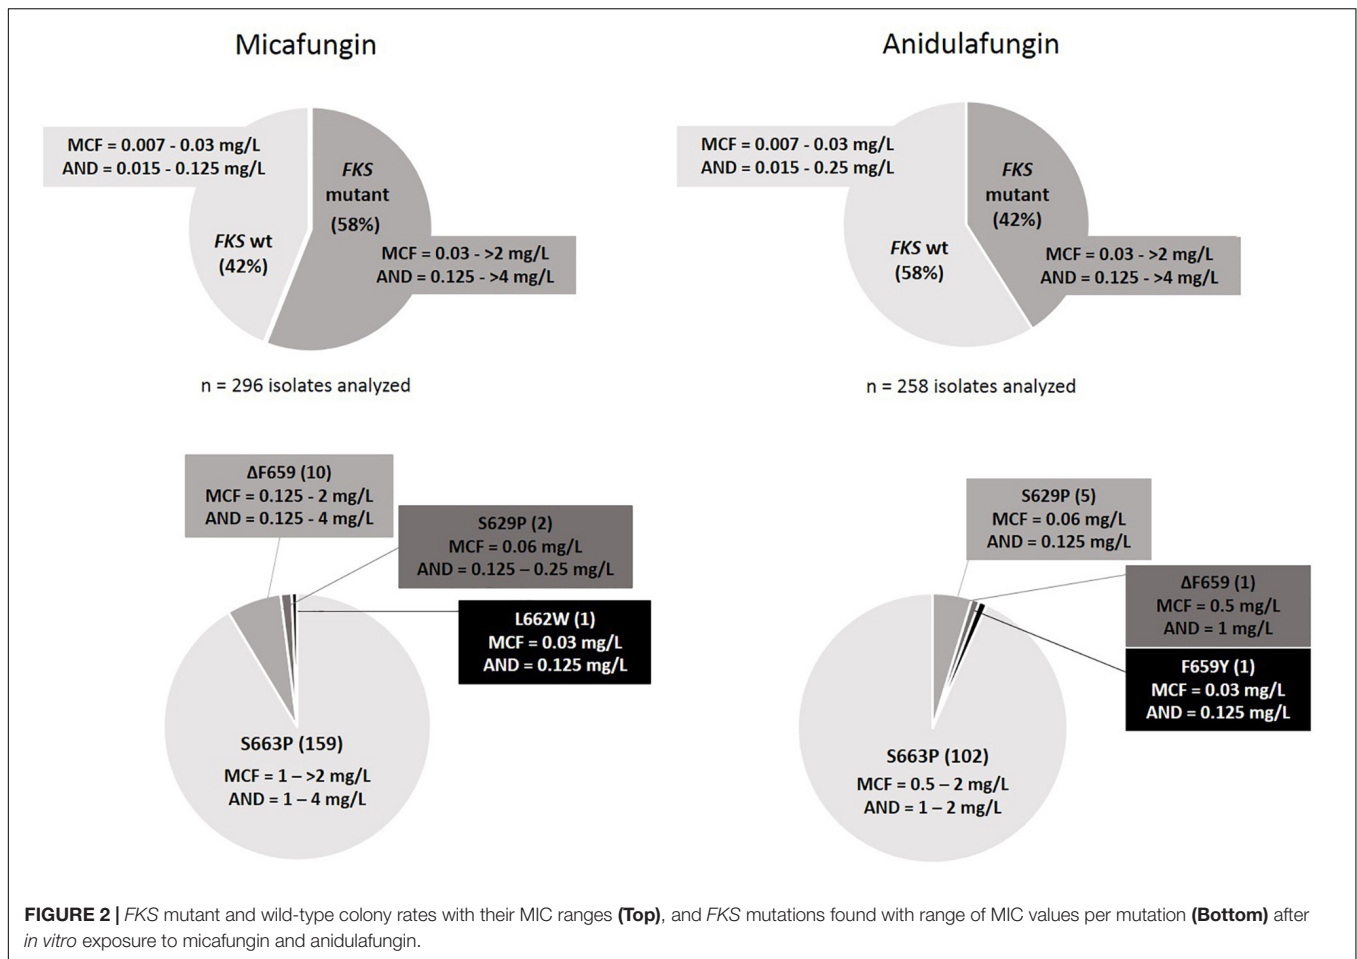 Micafungin
MCF = 0.007 - 0.03 mg/L
AND = 0.015 - 0.125 mg/L
FKS
mutant
(58%)
FKS wt
(42%)
MCF = 0.03 - >2 mg/L
AND = 0.125 - >4 mg/L
n = 296 isolates analyzed
Anidulafungin
MCF = 0.007 - 0.03 mg/L
AND = 0.015 - 0.25 mg/L
FKS
mutant
(42%)
FKS wt
(58%)
MCF = 0.03 - >2 mg/L
AND = 0.125 - >4 mg/L
n = 258 isolates analyzed
ΔF659 (10)
MCF = 0.125 - 2 mg/L
AND = 0.125 - 4 mg/L
S629P (2)
MCF = 0.06 mg/L
AND = 0.125 – 0.25 mg/L
L662W (1)
MCF = 0.03 mg/L
AND = 0.125 mg/L
S663P (159)
MCF = 1 – >2 mg/L
AND = 1 – 4 mg/L
S629P (5)
MCF = 0.06 mg/L
AND = 0.125 mg/L
ΔF659 (1)
MCF = 0.5 mg/L
AND = 1 mg/L
F659Y (1)
MCF = 0.03 mg/L
AND = 0.125 mg/L
S663P (102)
MCF = 0.5 – 2 mg/L
AND = 1 – 2 mg/L
FIGURE 2 | FKS mutant and wild-type colony rates with their MIC ranges (Top), and FKS mutations found with range of MIC values per mutation (Bottom) after
in vitro exposure to micafungin and anidulafungin.